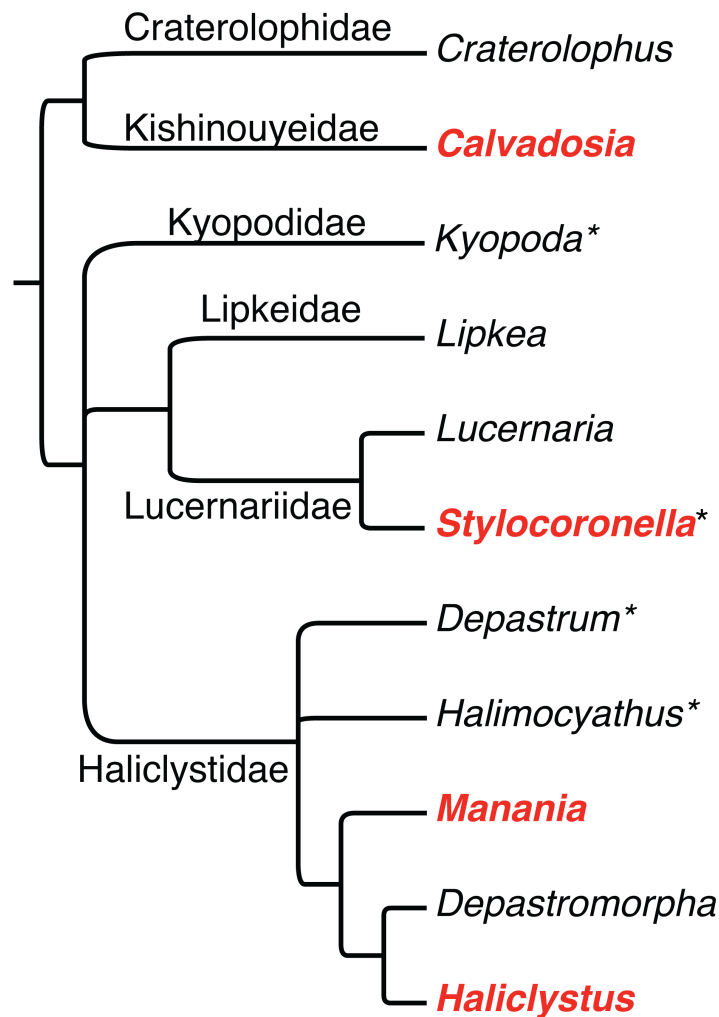 Craterolophidae
Craterolophus
Kishinouyeidae
Calvadosia
Kyopodidae
Kyopoda*
Lipkeidae
Lipkea
Lucernaria
Lucernariidae
Stylocoronella*
Depastrum*
Halimocyathus*
Haliclystidae
Manania
Depastromorpha
Haliclystus